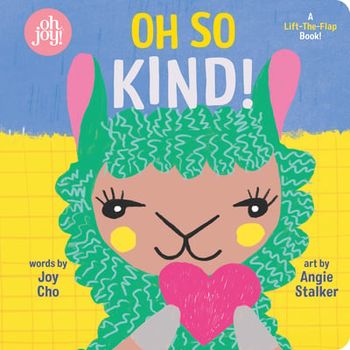 oh
joy!
OH SO
KIND!
A
Lift-The-Flap
Book!
words by
Joy
Cho
art by
Angie
Stalker